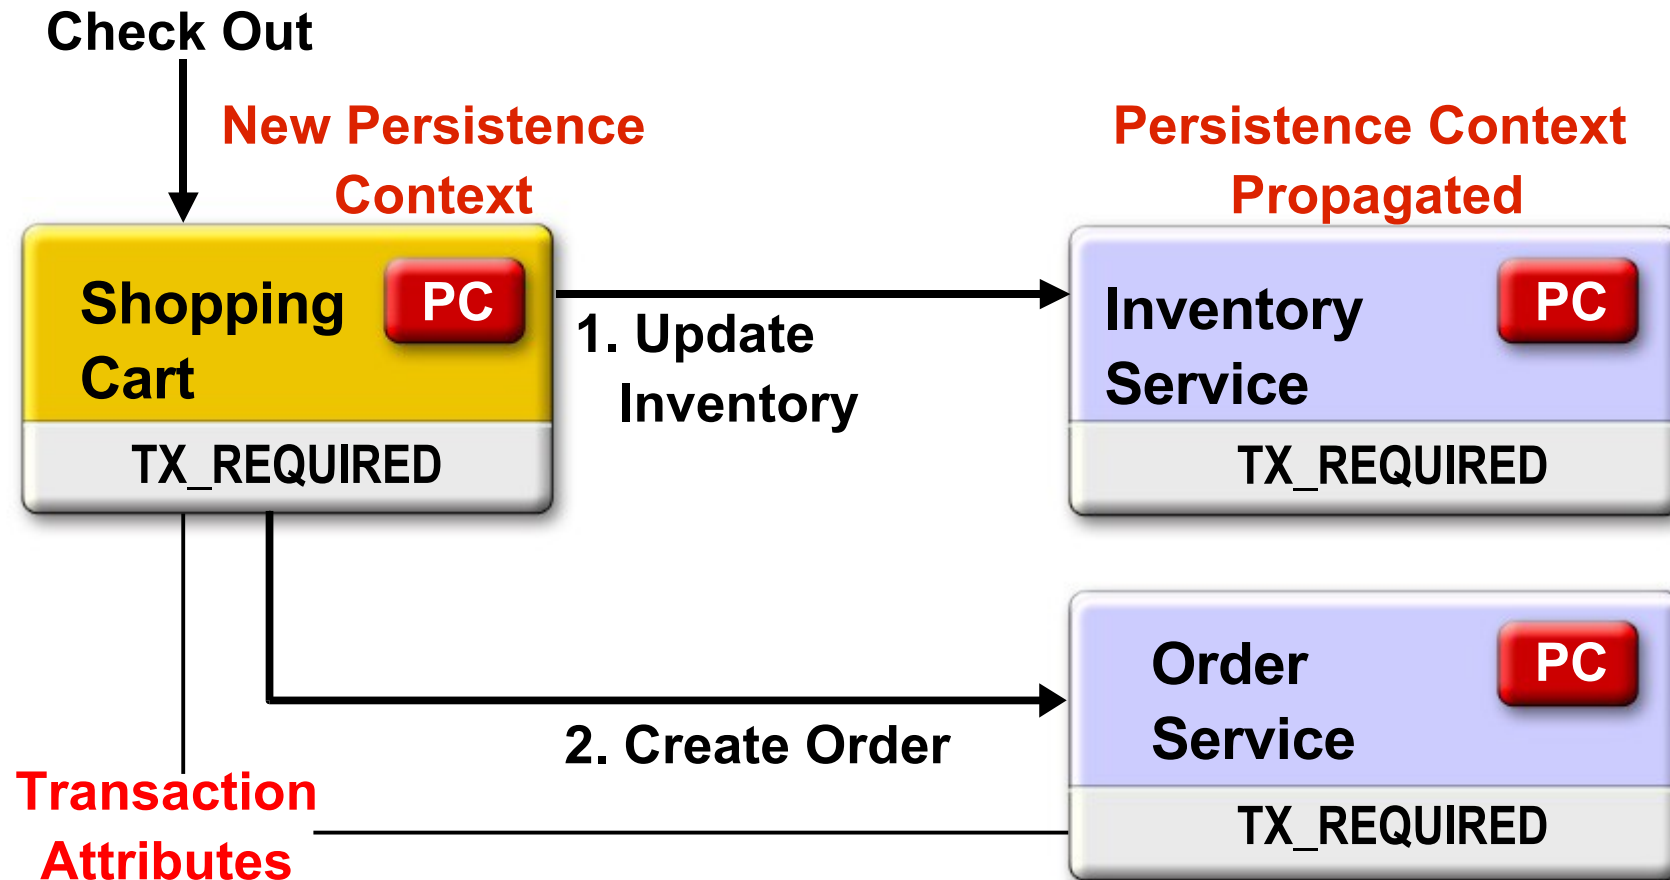 Check Out
New Persistence
Context
Persistence Context
Propagated
Shopping
Cart
PC
TX_REQUIRED
1. Update
Inventory
Inventory
Service
PC
TX_REQUIRED
2. Create Order
Order
Service
PC
TX_REQUIRED
Transaction
Attributes